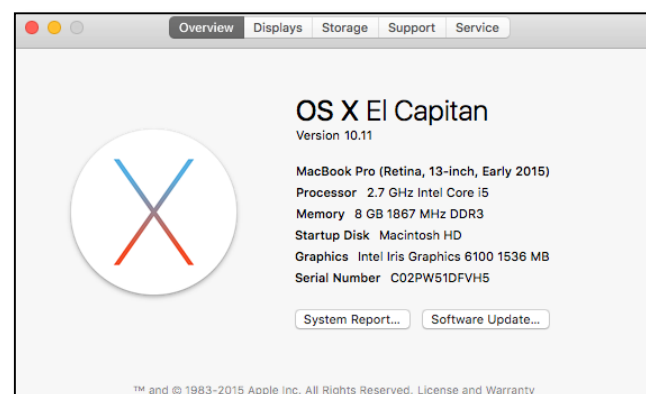 Overview Displays Storage Support Service
OS X El Capitan
Version 10.11
MacBook Pro (Retina, 13-inch, Early 2015)
Processor 2.7 GHz Intel Core i5
Memory 8 GB 1867 MHz DDR3
Startup Disk Macintosh HD
Graphics Intel Iris Graphics 6100 1536 MB
Serial Number C02PW51DFVH5
System Report... Software Update...
™ and © 1983-2015 Apple Inc. All Rights Reserved. License and Warranty